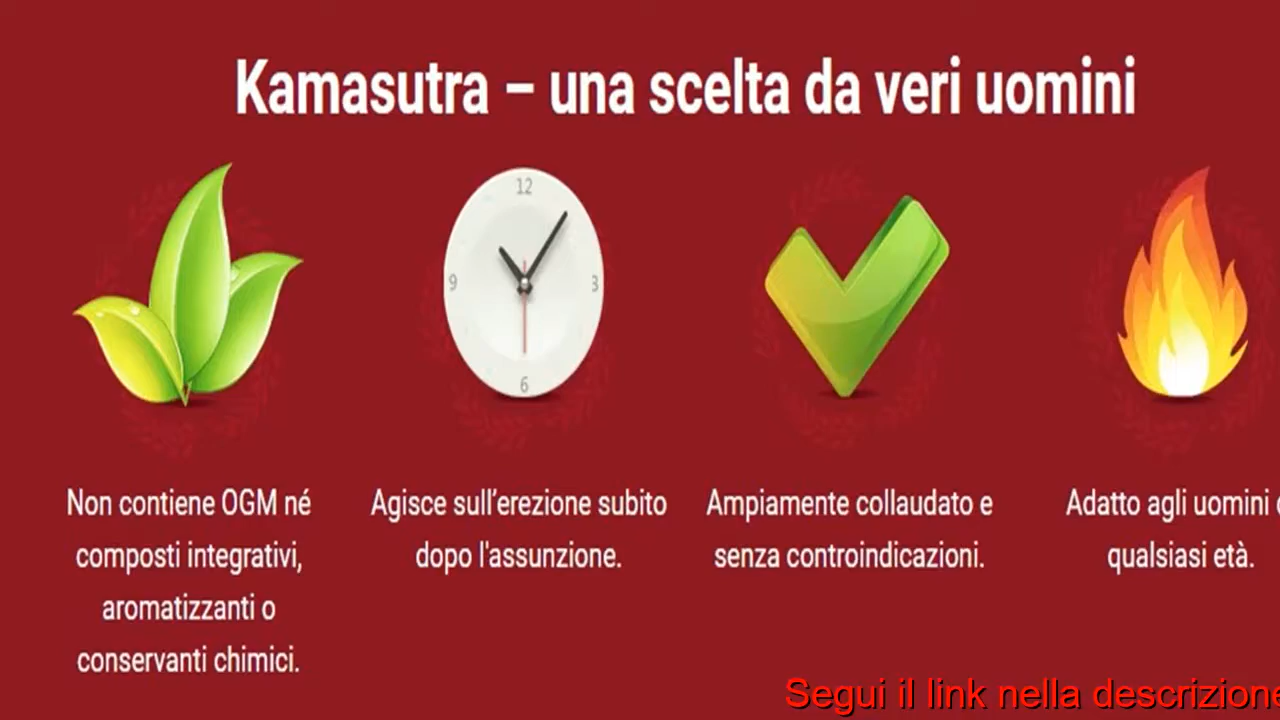 Kamasutra – una scelta da veri uomini
12
9
3
6
Non contiene OGM né
composti integrativi,
aromatizzanti o
conservanti chimici.
Agisce sull'erezione subito
dopo l'assunzione.
Ampiamente collaudato e
senza controindicazioni.
Adatto agli uomini
qualsiasi età.
Segui il link nella descrizione